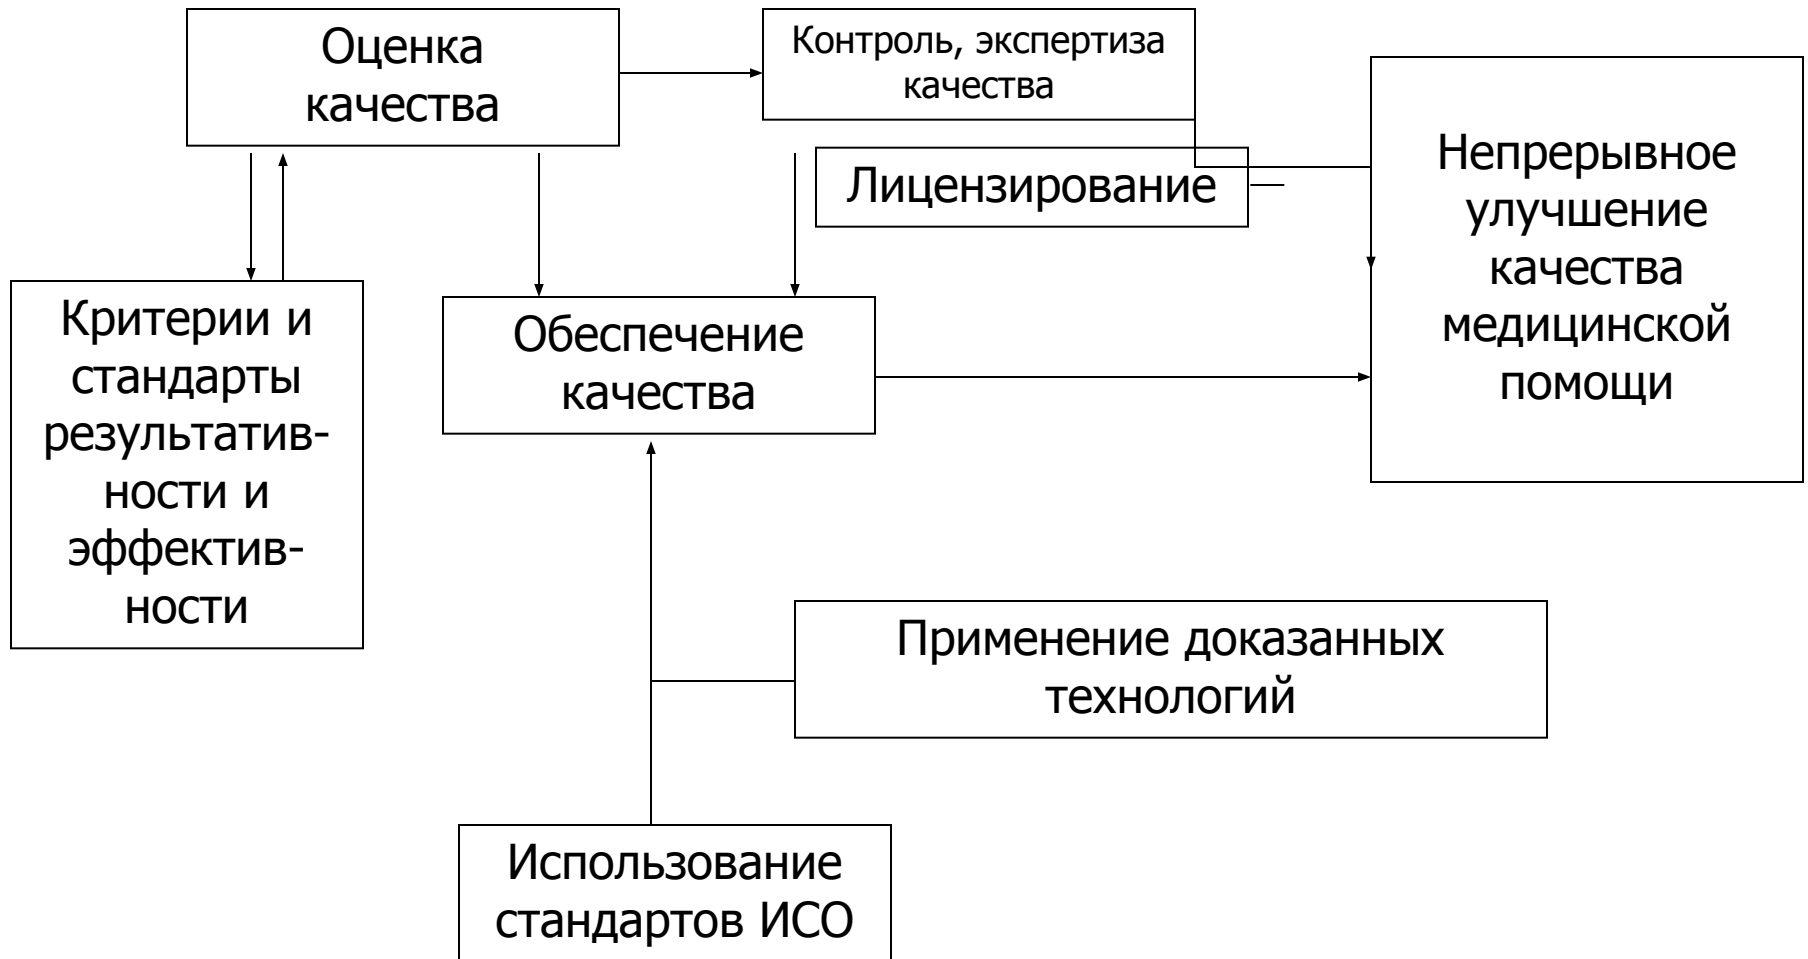 Оценка
качества
Контроль, экспертиза
качества
Лицензирование
Непрерывное
улучшение
качества
медицинской
помощи
Критерии и
стандарты
результатив-
ности и
эффектив-
ности
Обеспечение
качества
Применение доказанных
технологий
Использование
стандартов ИСО